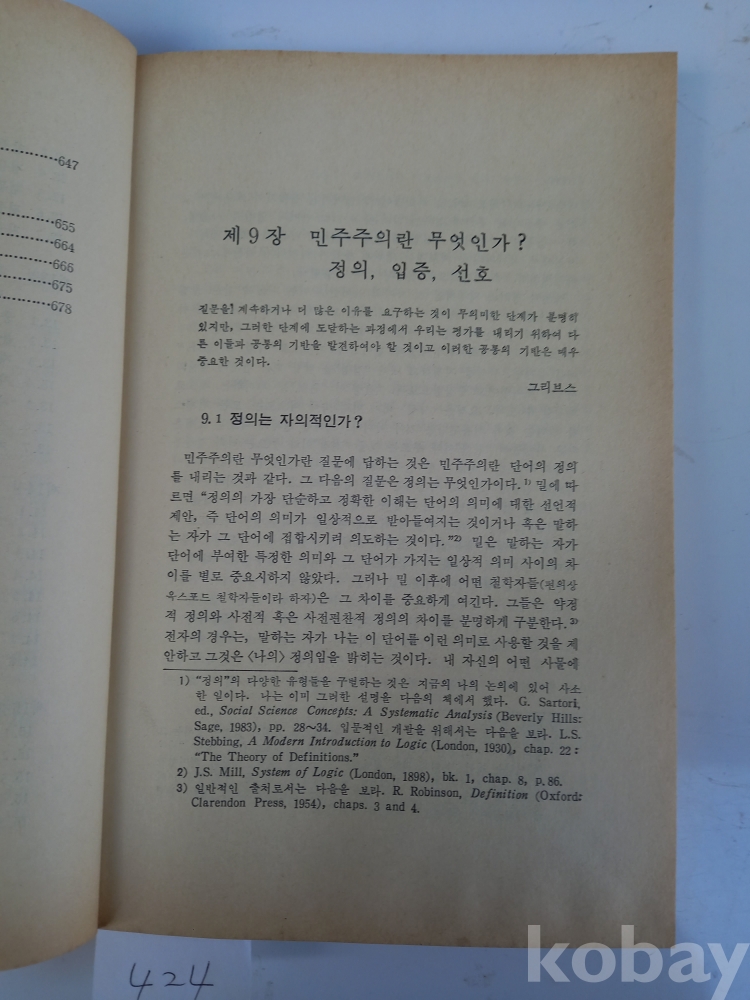 647
655
664
666
675
678
제 9 장 민주주의란 무엇인가?
정의, 입증, 선호
질문을 계속하거나 더 많은 이유를 요구하는 것이 무의미한 단계가 분명히
있지만, 그러한 단계에 도달하는 과정에서 우리는 평가를 내리기 위하여 다
른 이들과 공통의 기반을 발견하여야 할 것이고 이러한 공통의 기반은 매우
중요한 것이다.
그리브스
9.1 정의는 자의적인가?
민주주의란 무엇인가란 질문에 답하는 것은 민주주의란 단어의 정의
를 내리는 것과 같다. 그 다음의 질문은 정의는 무엇인가이다.1) 밀에 따
르면 “정의의 가장 단순하고 정확한 이해는 단어의 의미에 대한 선언적
제안, 즉 단어의 의미가 일상적으로 받아들여지는 것이거나 혹은 말하
는 자가 그 단어에 집합시키려 의도하는 것이다.”2) 밀은 말하는 자가
단어에 부여한 특정한 의미와 그 단어가 가지는 일상적 의미 사이의 차
이를 별로 중요시하지 않았다. 그러나 밀 이후에 어떤 철학자들(편의상
옥스포드 철학자들이라 하자)은 그 차이를 중요하게 여긴다. 그들은 약정
적 정의와 사전적 혹은 사전편찬적 정의의 차이를 분명하게 구분한다.3)
전자의 경우는, 말하는 자가 나는 이 단어를 이런 의미로 사용할 것을 제
안하고 그것은 〈나의〉 정의임을 밝히는 것이다. 내 자신의 어떤 사물에
1) “정의”의 다양한 유형들을 구별하는 것은 지금의 나의 논의에 있어 사소
한 일이다. 나는 이미 그러한 설명을 다음의 책에서 했다. G. Sartori,
ed., Social Science Concepts: A Systematic Analysis (Beverly Hills:
Sage, 1983), pp. 28~34. 입문적인 개발을 위해서는 다음을 보라. L.S.
Stebbing, A Modern Introduction to Logic (London, 1930), chap. 22:
“The Theory of Definitions.”
2) J.S. Mill, System of Logic (London, 1898), bk. 1, chap. 8, p. 86.
3) 일반적인 출처로서는 다음을 보라. R. Robinson, Definition (Oxford:
Clarendon Press, 1954), chaps. 3 and 4.
424
kobay